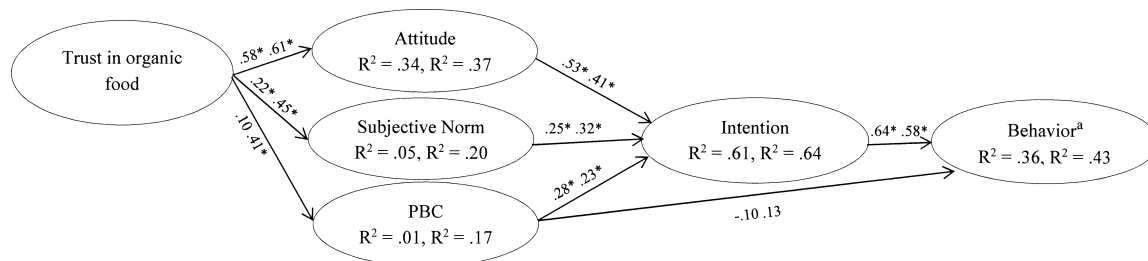 Trust in organic
food
.58* .61*
.22* .45*
.10 .41*
Attitude
R² = .34, R² = .37
Subjective Norm
R² = .05, R² = .20
PBC
R² = .01, R² = .17
.53* .41*
.25* .32*
.28* .23*
-.10 .13
Intention
R² = .61, R² = .64
.64* .58*
Behaviorᵃ
R² = .36, R² = .43